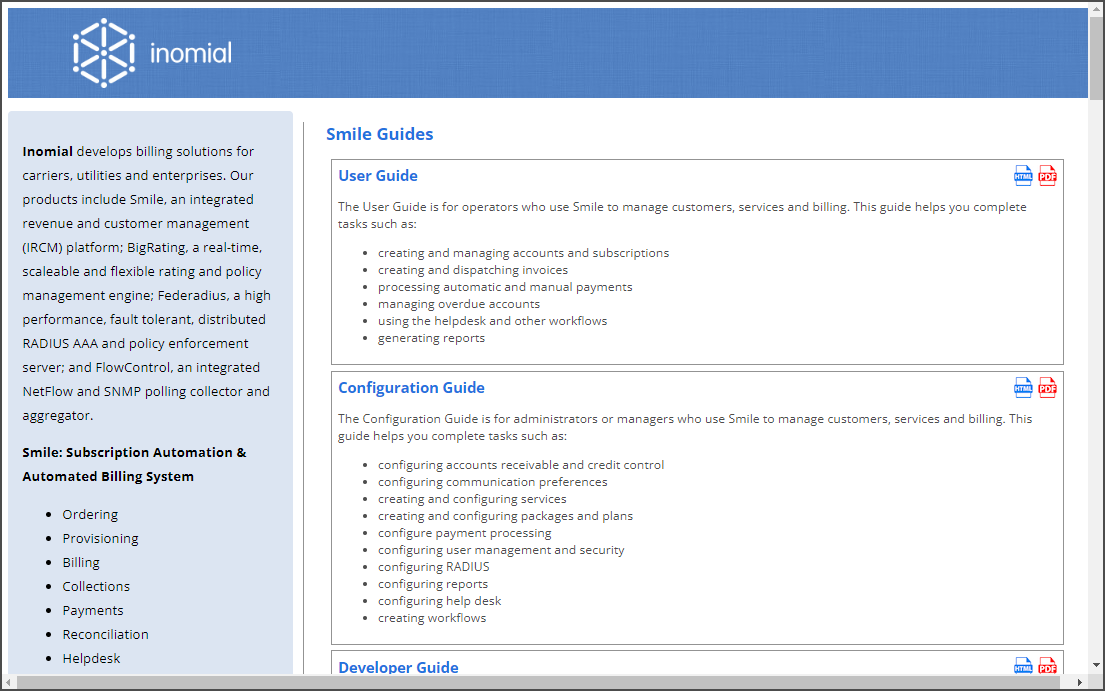 inomial
Inomial develops billing solutions for
carriers, utilities and enterprises. Our
products include Smile, an integrated
revenue and customer management
(IRCM) platform; BigRating, a real-time,
scaleable and flexible rating and policy
management engine; Federadius, a high
performance, fault tolerant, distributed
RADIUS AAA and policy enforcement
server; and FlowControl, an integrated
NetFlow and SNMP polling collector and
aggregator.
Smile: Subscription Automation &
Automated Billing System
• Ordering
• Provisioning
• Billing
• Collections
• Payments
• Reconciliation
• Helpdesk
Smile Guides
User Guide HTML PDF
The User Guide is for operators who use Smile to manage customers, services and billing. This guide helps you complete
tasks such as:
• creating and managing accounts and subscriptions
• creating and dispatching invoices
• processing automatic and manual payments
• managing overdue accounts
• using the helpdesk and other workflows
• generating reports
Configuration Guide HTML PDF
The Configuration Guide is for administrators or managers who use Smile to manage customers, services and billing. This
guide helps you complete tasks such as:
• configuring accounts receivable and credit control
• configuring communication preferences
• creating and configuring services
• creating and configuring packages and plans
• configure payment processing
• configuring user management and security
• configuring RADIUS
• configuring reports
• configuring help desk
• creating workflows
Developer Guide HTML PDF